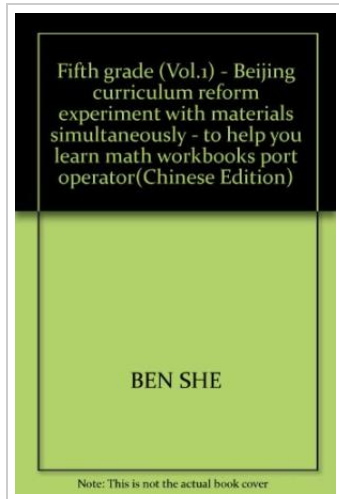 Fifth grade (Vol.1) - Beijing
curriculum reform
experiment with materials
simultaneously - to help you
learn math workbooks port
operator(Chinese Edition)
BEN SHE
Note: This is not the actual book cover